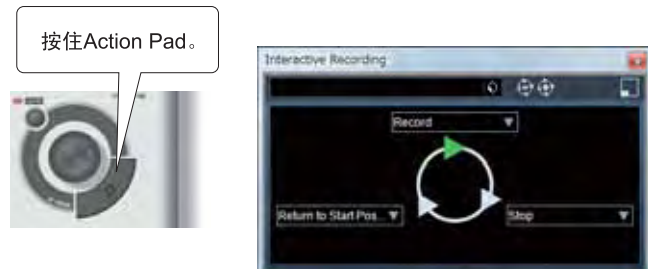 按住Action Pad。
Interactive Recording
Record
Return to Start Pos...
Stop